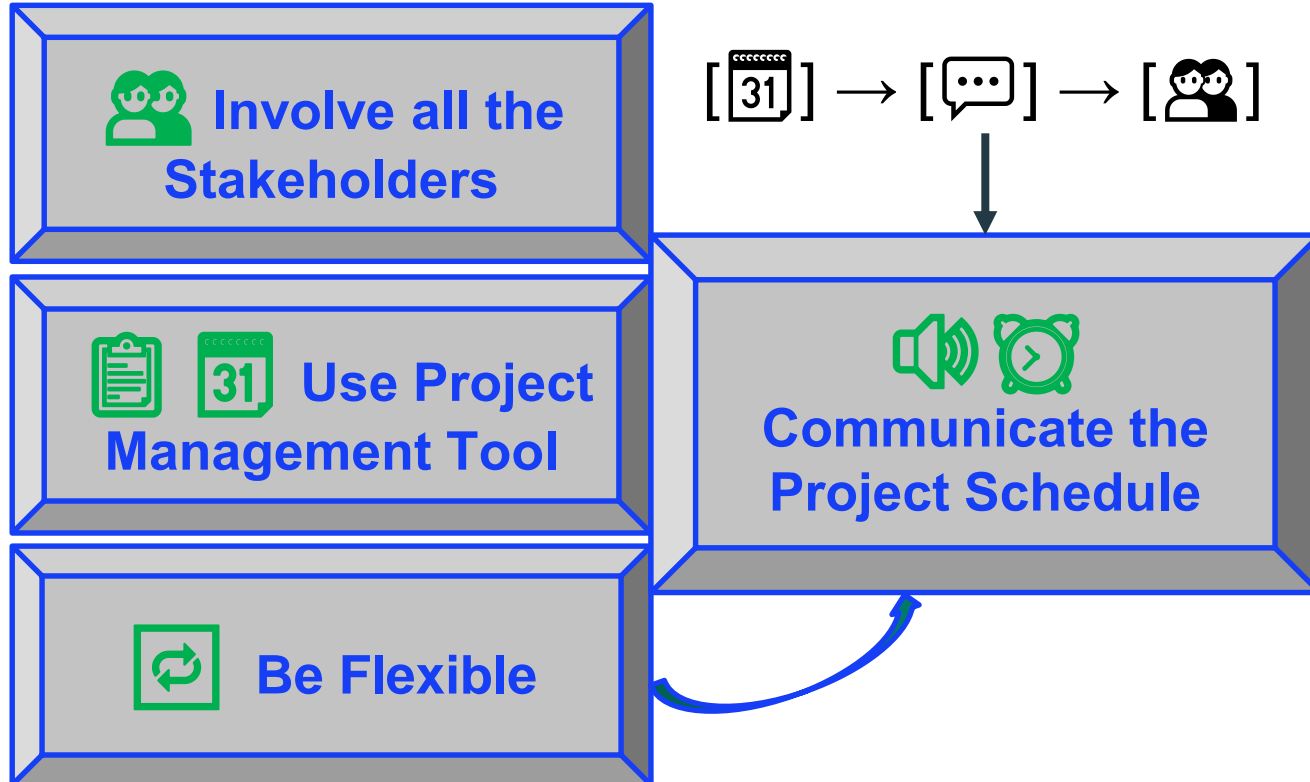 Involve all the
Stakeholders
[31] → [...] → [ ]
31 Use Project
Management Tool
Communicate the
Project Schedule
Be Flexible